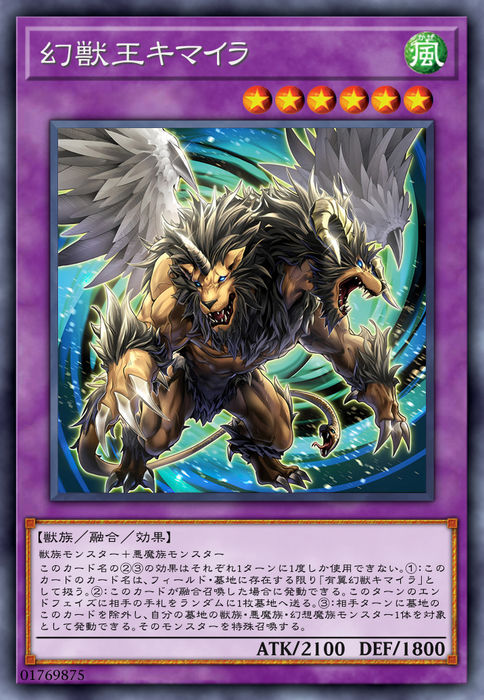 幻獣王キマイラ
かぜ
風
【獣族／融合／効果】
獣族モンスター＋悪魔族モンスター
このカード名の②③の効果はそれぞれ1ターンに1度しか使用できない。①：こ
のカードのカード名は、フィールド・墓地に存在する限り「有翼幻獣キマイラ」と
して扱う。②：このカードが融合召喚した場合に発動できる。このターンのエン
ドフェイズに相手の手札をランダムに1枚墓地へ送る。③：相手ターンに墓地の
このカードを除外し、自分の墓地の獣族・悪魔族・幻想魔族モンスター1体を対象
として発動できる。そのモンスターを特殊召喚する。
ATK/2100 DEF/1800
01769875